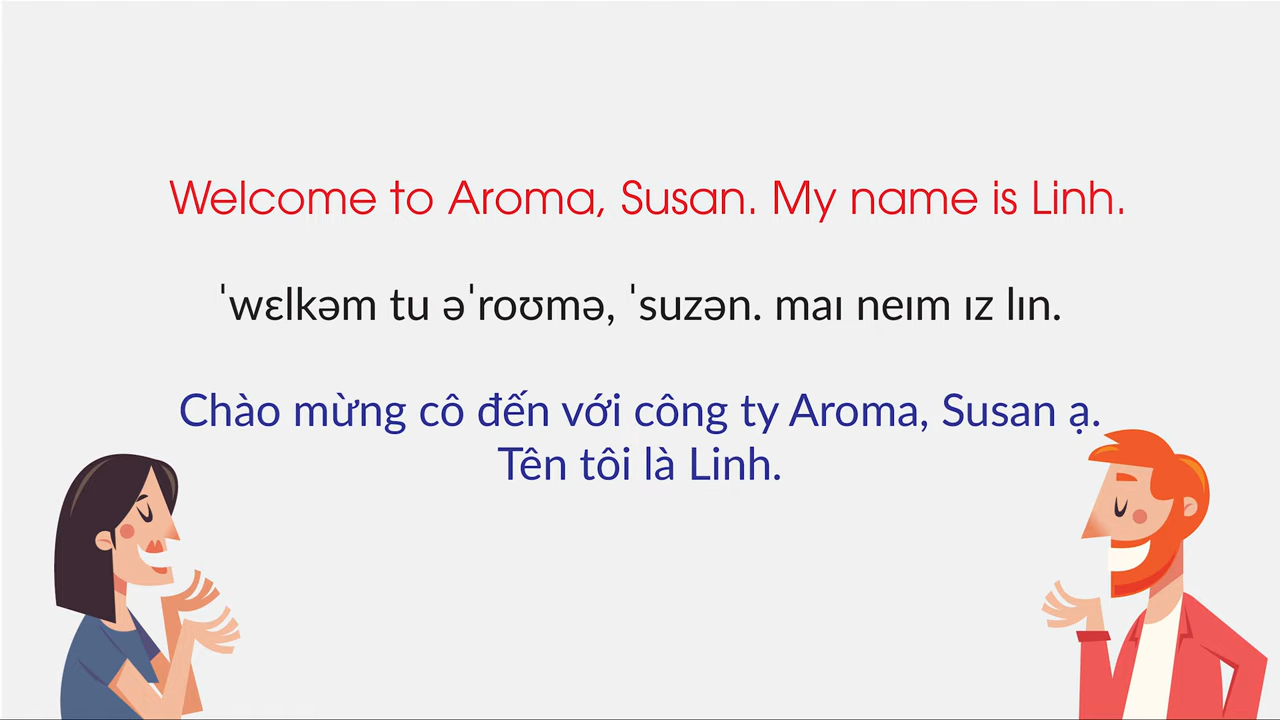 Welcome to Aroma, Susan. My name is Linh.
ˈwɛlkəm tu əˈroʊmə, ˈsuzən. maɪ neɪm ɪz lɪn.
Chào mừng cô đến với công ty Aroma, Susan ạ.
Tên tôi là Linh.